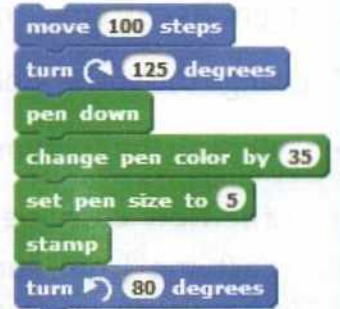 move 100 steps
turn 125 degrees
pen down
change pen color by 35
set pen size to 5
stamp
turn 80 degrees